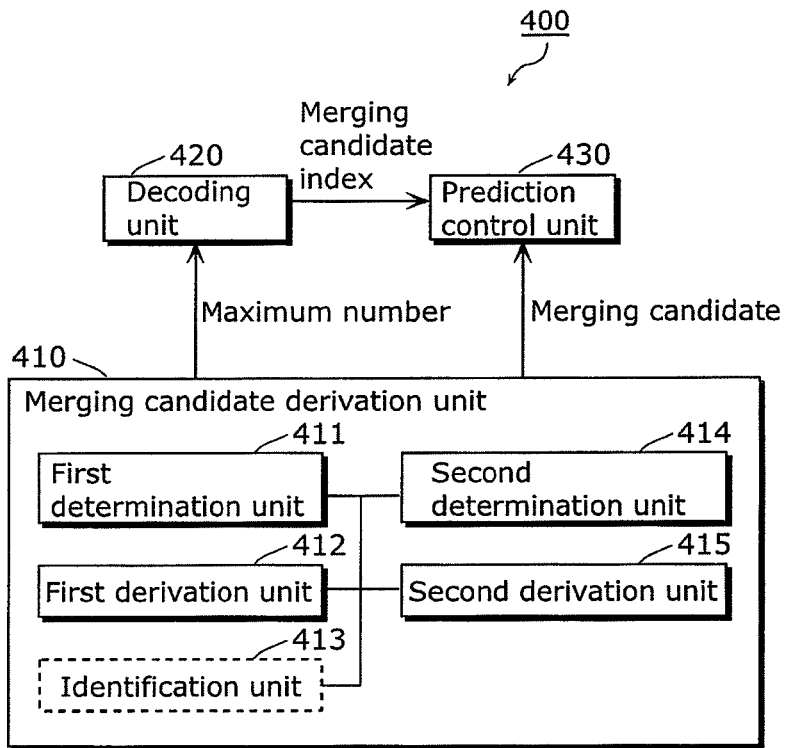 400
Merging
candidate
index
420
430
Decoding
unit
Prediction
control unit
Maximum number
Merging candidate
410
Merging candidate derivation unit
411
414
First
determination unit
Second
determination unit
412
415
First derivation unit
Second derivation unit
413
Identification unit